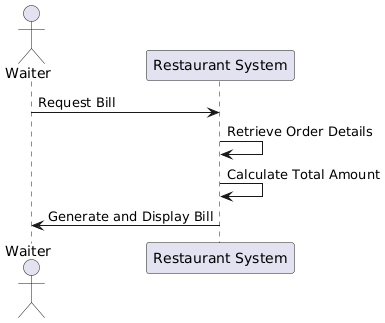 Waiter
Restaurant System
Request Bill
Retrieve Order Details
Calculate Total Amount
Generate and Display Bill
Waiter
Restaurant System